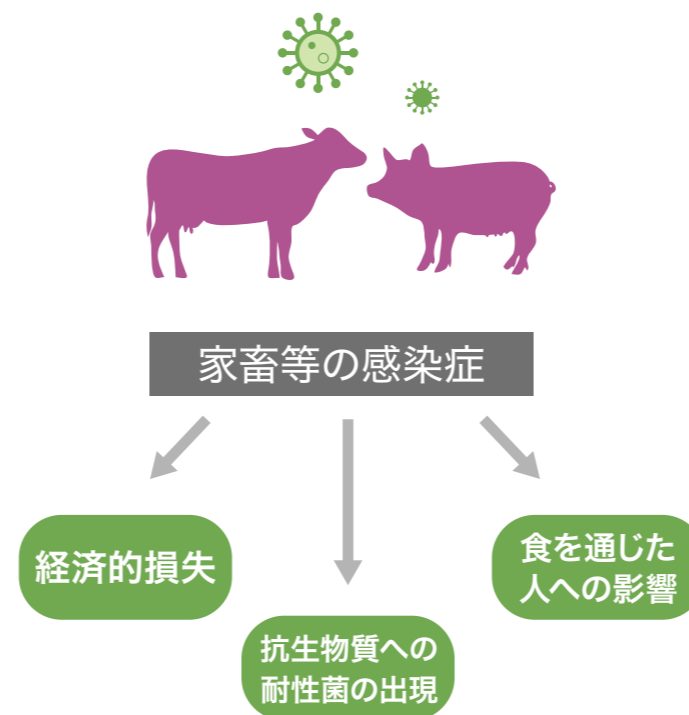 家畜等の感染症
経済的損失
食を通じた
人への影響
抗生物質への
耐性菌の出現